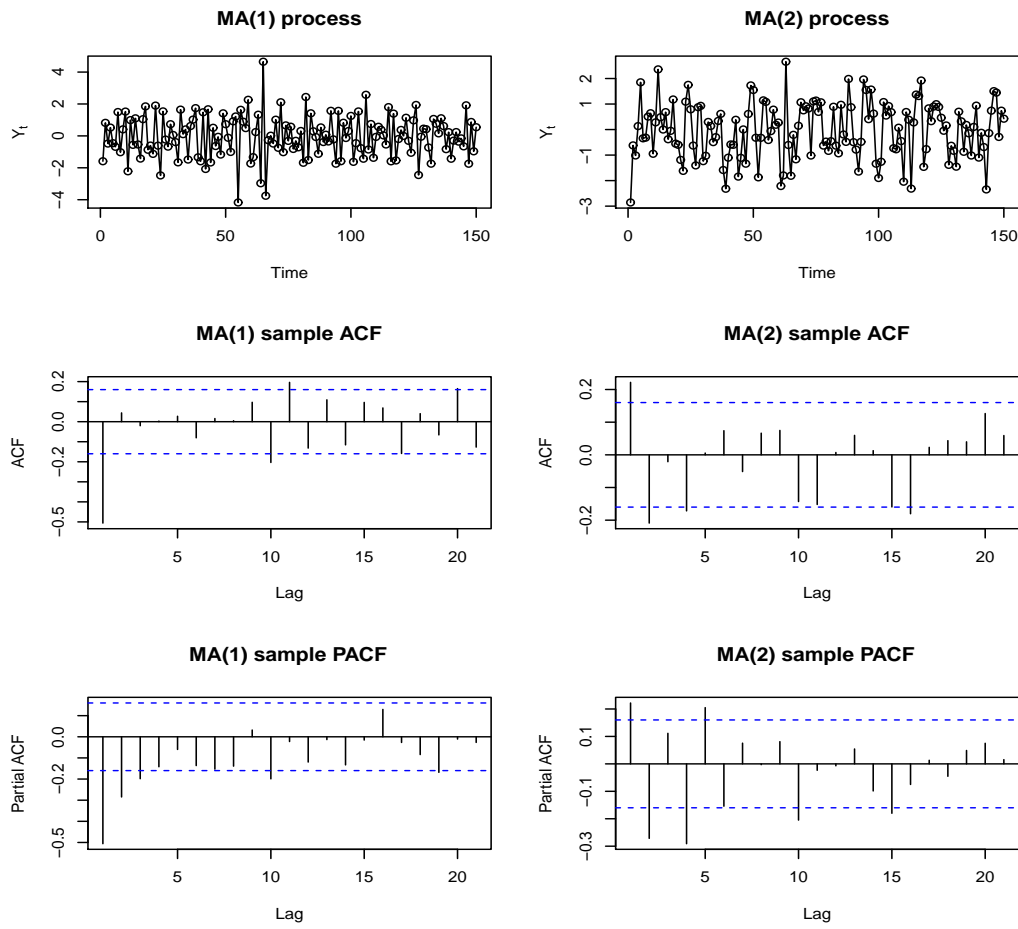 MA(1) process
Y_t
4
2
0
−2
−4
0
50
100
150
Time
MA(2) process
Y_t
2
1
−1
−3
0
50
100
150
Time
MA(1) sample ACF
ACF
0.2
0.0
−0.2
−0.5
5
10
15
20
Lag
MA(2) sample ACF
ACF
0.2
0.0
−0.2
5
10
15
20
Lag
MA(1) sample PACF
Partial ACF
0.0
−0.2
−0.5
5
10
15
20
Lag
MA(2) sample PACF
Partial ACF
0.1
−0.1
−0.3
5
10
15
20
Lag